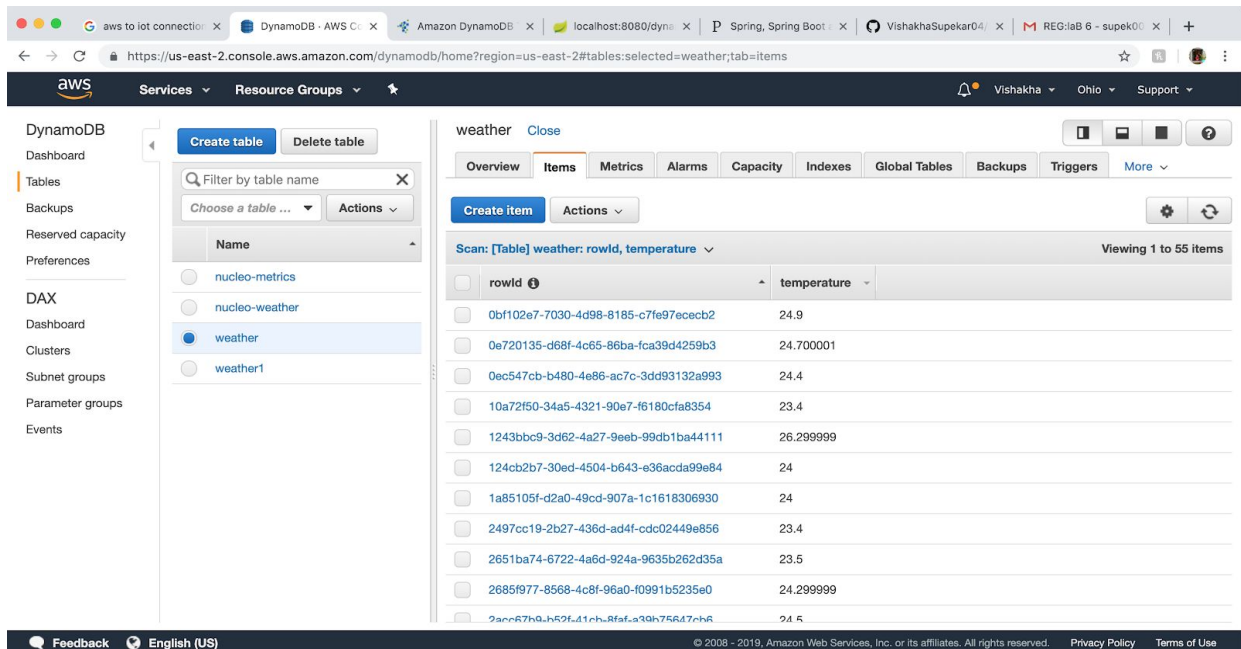 aws to iot connection
DynamoDB · AWS Co
Amazon DynamoDB
localhost:8080/dyna
Spring, Spring Boot a
VishakhaSupekar04/
REG:laB 6 - supek00
https://us-east-2.console.aws.amazon.com/dynamodb/home?region=us-east-2#tables:selected=weather;tab=items
aws Services Resource Groups Vishakha Ohio Support
DynamoDB
Dashboard
Tables
Backups
Reserved capacity
Preferences
DAX
Dashboard
Clusters
Subnet groups
Parameter groups
Events
Create table Delete table
Filter by table name
Choose a table ... Actions
Name
nucleo-metrics
nucleo-weather
weather
weather1
weather Close
Overview Items Metrics Alarms Capacity Indexes Global Tables Backups Triggers More
Create item Actions
Scan: [Table] weather: rowId, temperature Viewing 1 to 55 items
rowId temperature
0bf102e7-7030-4d98-8185-c7fe97ececb2 24.9
0e720135-d68f-4c65-86ba-fca39d4259b3 24.700001
0ec547cb-b480-4e86-ac7c-3dd93132a993 24.4
10a72f50-34a5-4321-90e7-f6180cfa8354 23.4
1243bbc9-3d62-4a27-9eeb-99db1ba44111 26.299999
124cb2b7-30ed-4504-b643-e36acda99e84 24
1a85105f-d2a0-49cd-907a-1c1618306930 24
2497cc19-2b27-436d-ad4f-cdc02449e856 23.4
2651ba74-6722-4a6d-924a-9635b262d35a 23.5
2685f977-8568-4c8f-96a0-f0991b5235e0 24.299999
2acc67b9-b52f-41cb-8faf-a39b75647cb6 24.5
Feedback English (US) © 2008 - 2019, Amazon Web Services, Inc. or its affiliates. All rights reserved. Privacy Policy Terms of Use